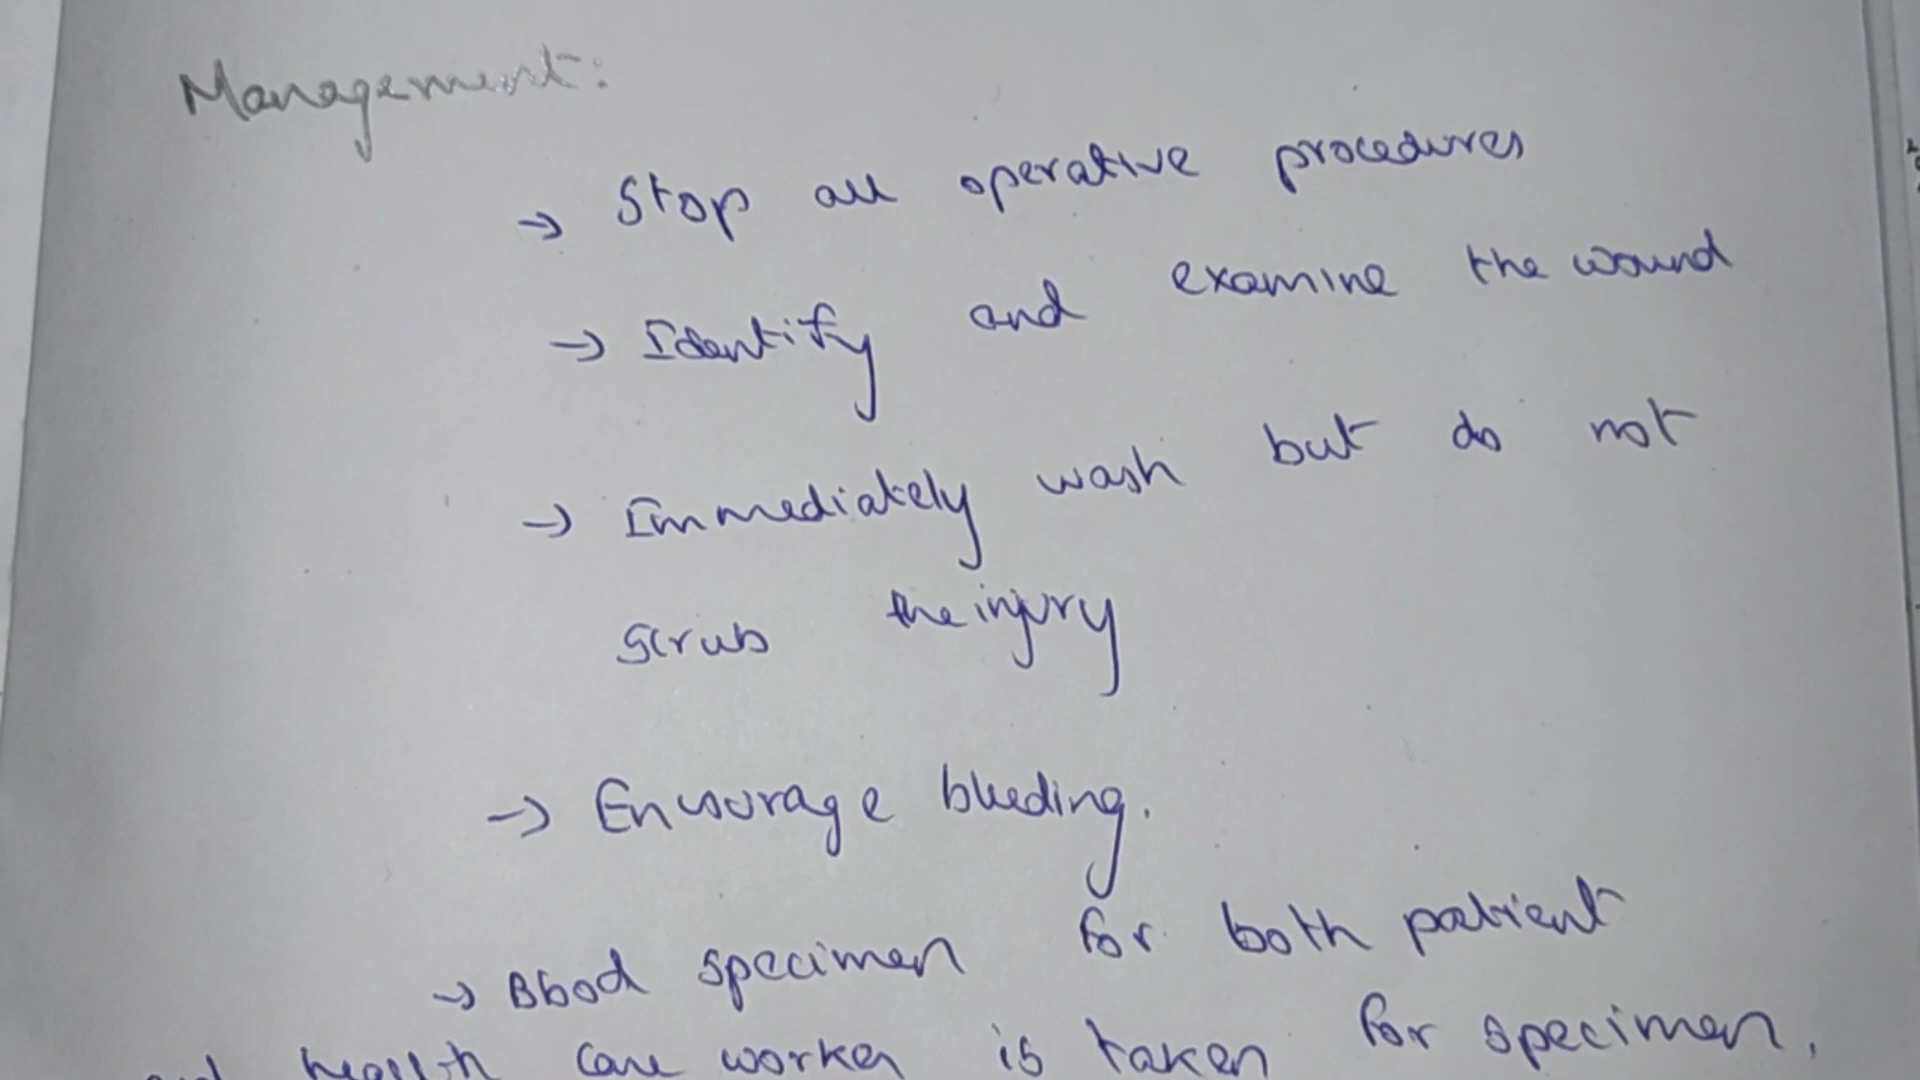 Management:
→ Stop all operative procedures
→ Identify and examine the wound
→ Immediately wash but do not
scrub the injury
→ Encourage bleeding.
→ Blood specimen for both patient
health care worker is taken for specimen.